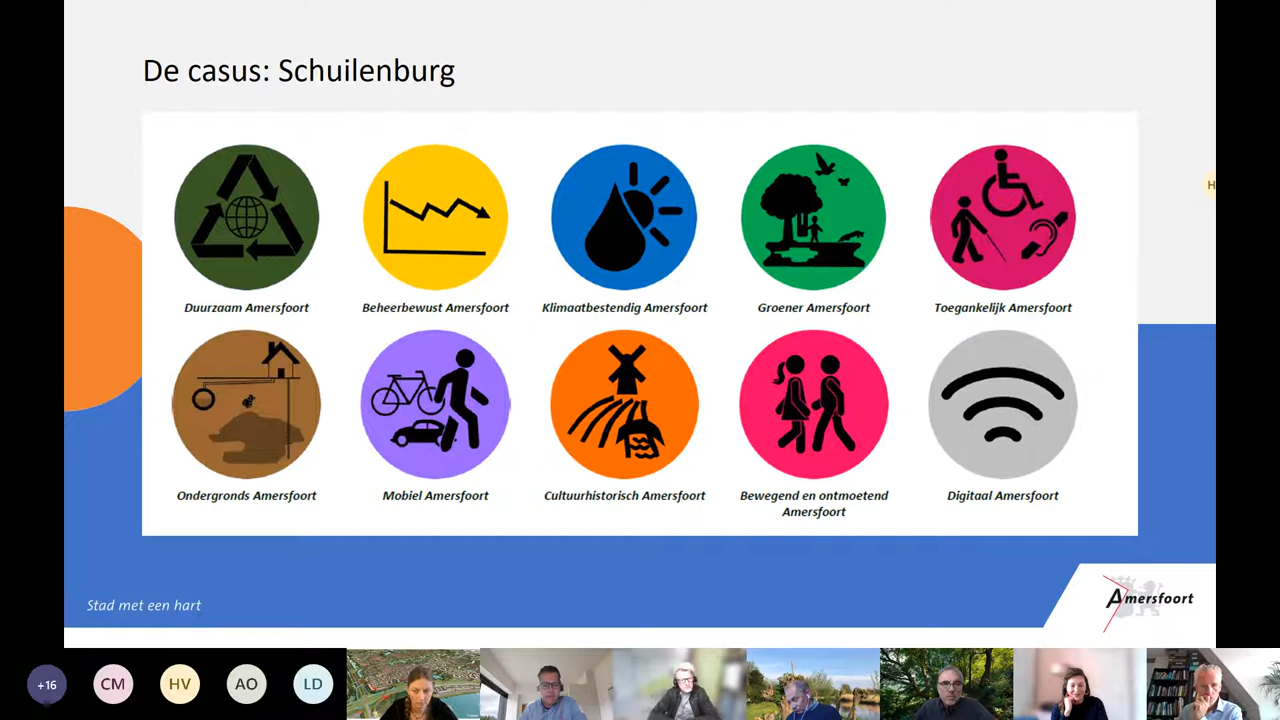 De casus: Schuilenburg
H
Duurzaam Amersfoort
Beheerbewust Amersfoort
Klimaatbestendig Amersfoort
Groener Amersfoort
Toegankelijk Amersfoort
Ondergronds Amersfoort
Mobiel Amersfoort
Cultuurhistorisch Amersfoort
Bewegend en ontmoetend
Amersfoort
Digitaal Amersfoort
Stad met een hart
Amersfoort
+16
CM
HV
AO
LD